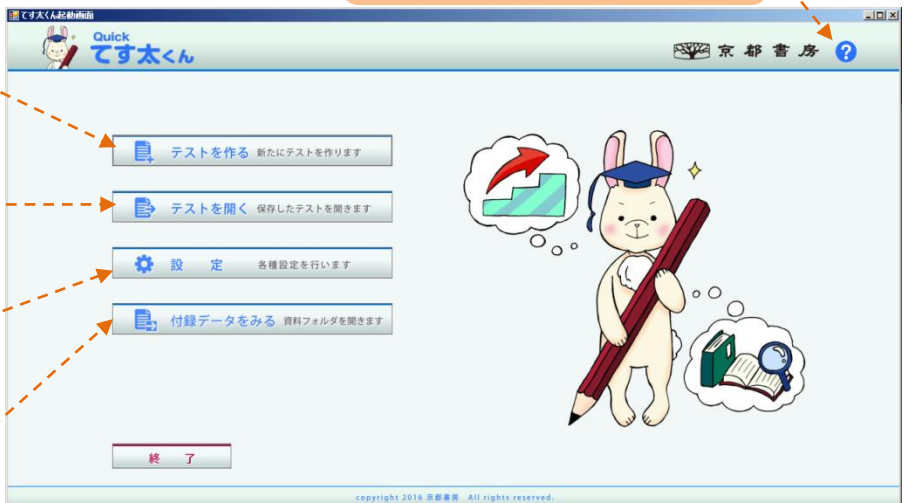 てす太くん起動画面
Quick
てす太くん
京都書房
?
テストを作る 新たにテストを作ります
テストを開く 保存したテストを開きます
設 定 各種設定を行います
付録データをみる 資料フォルダを開きます
終 了
copyright 2016 京都書房 All rights reserved.